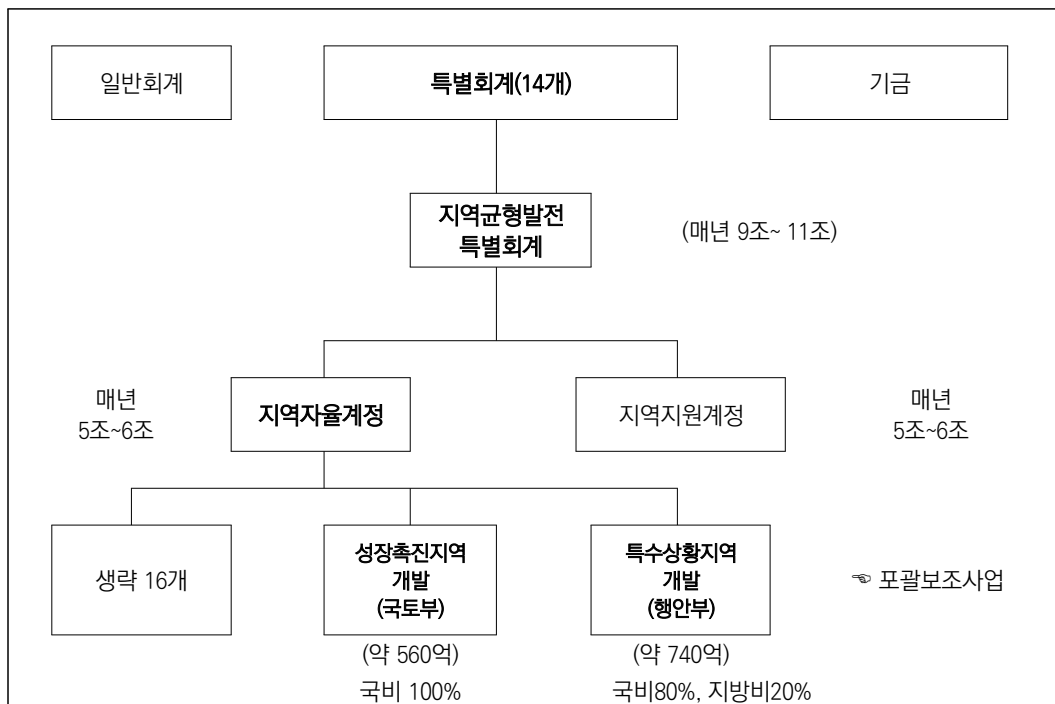 일반회계
특별회계(14개)
기금
지역균형발전
특별회계
(매년 9조~ 11조)
매년
5조~6조
지역자율계정
지역지원계정
매년
5조~6조
생략 16개
성장촉진지역
개발
(국토부)
특수상황지역
개발
(행안부)
☜ 포괄보조사업
(약 560억)
국비 100%
(약 740억)
국비80%, 지방비20%